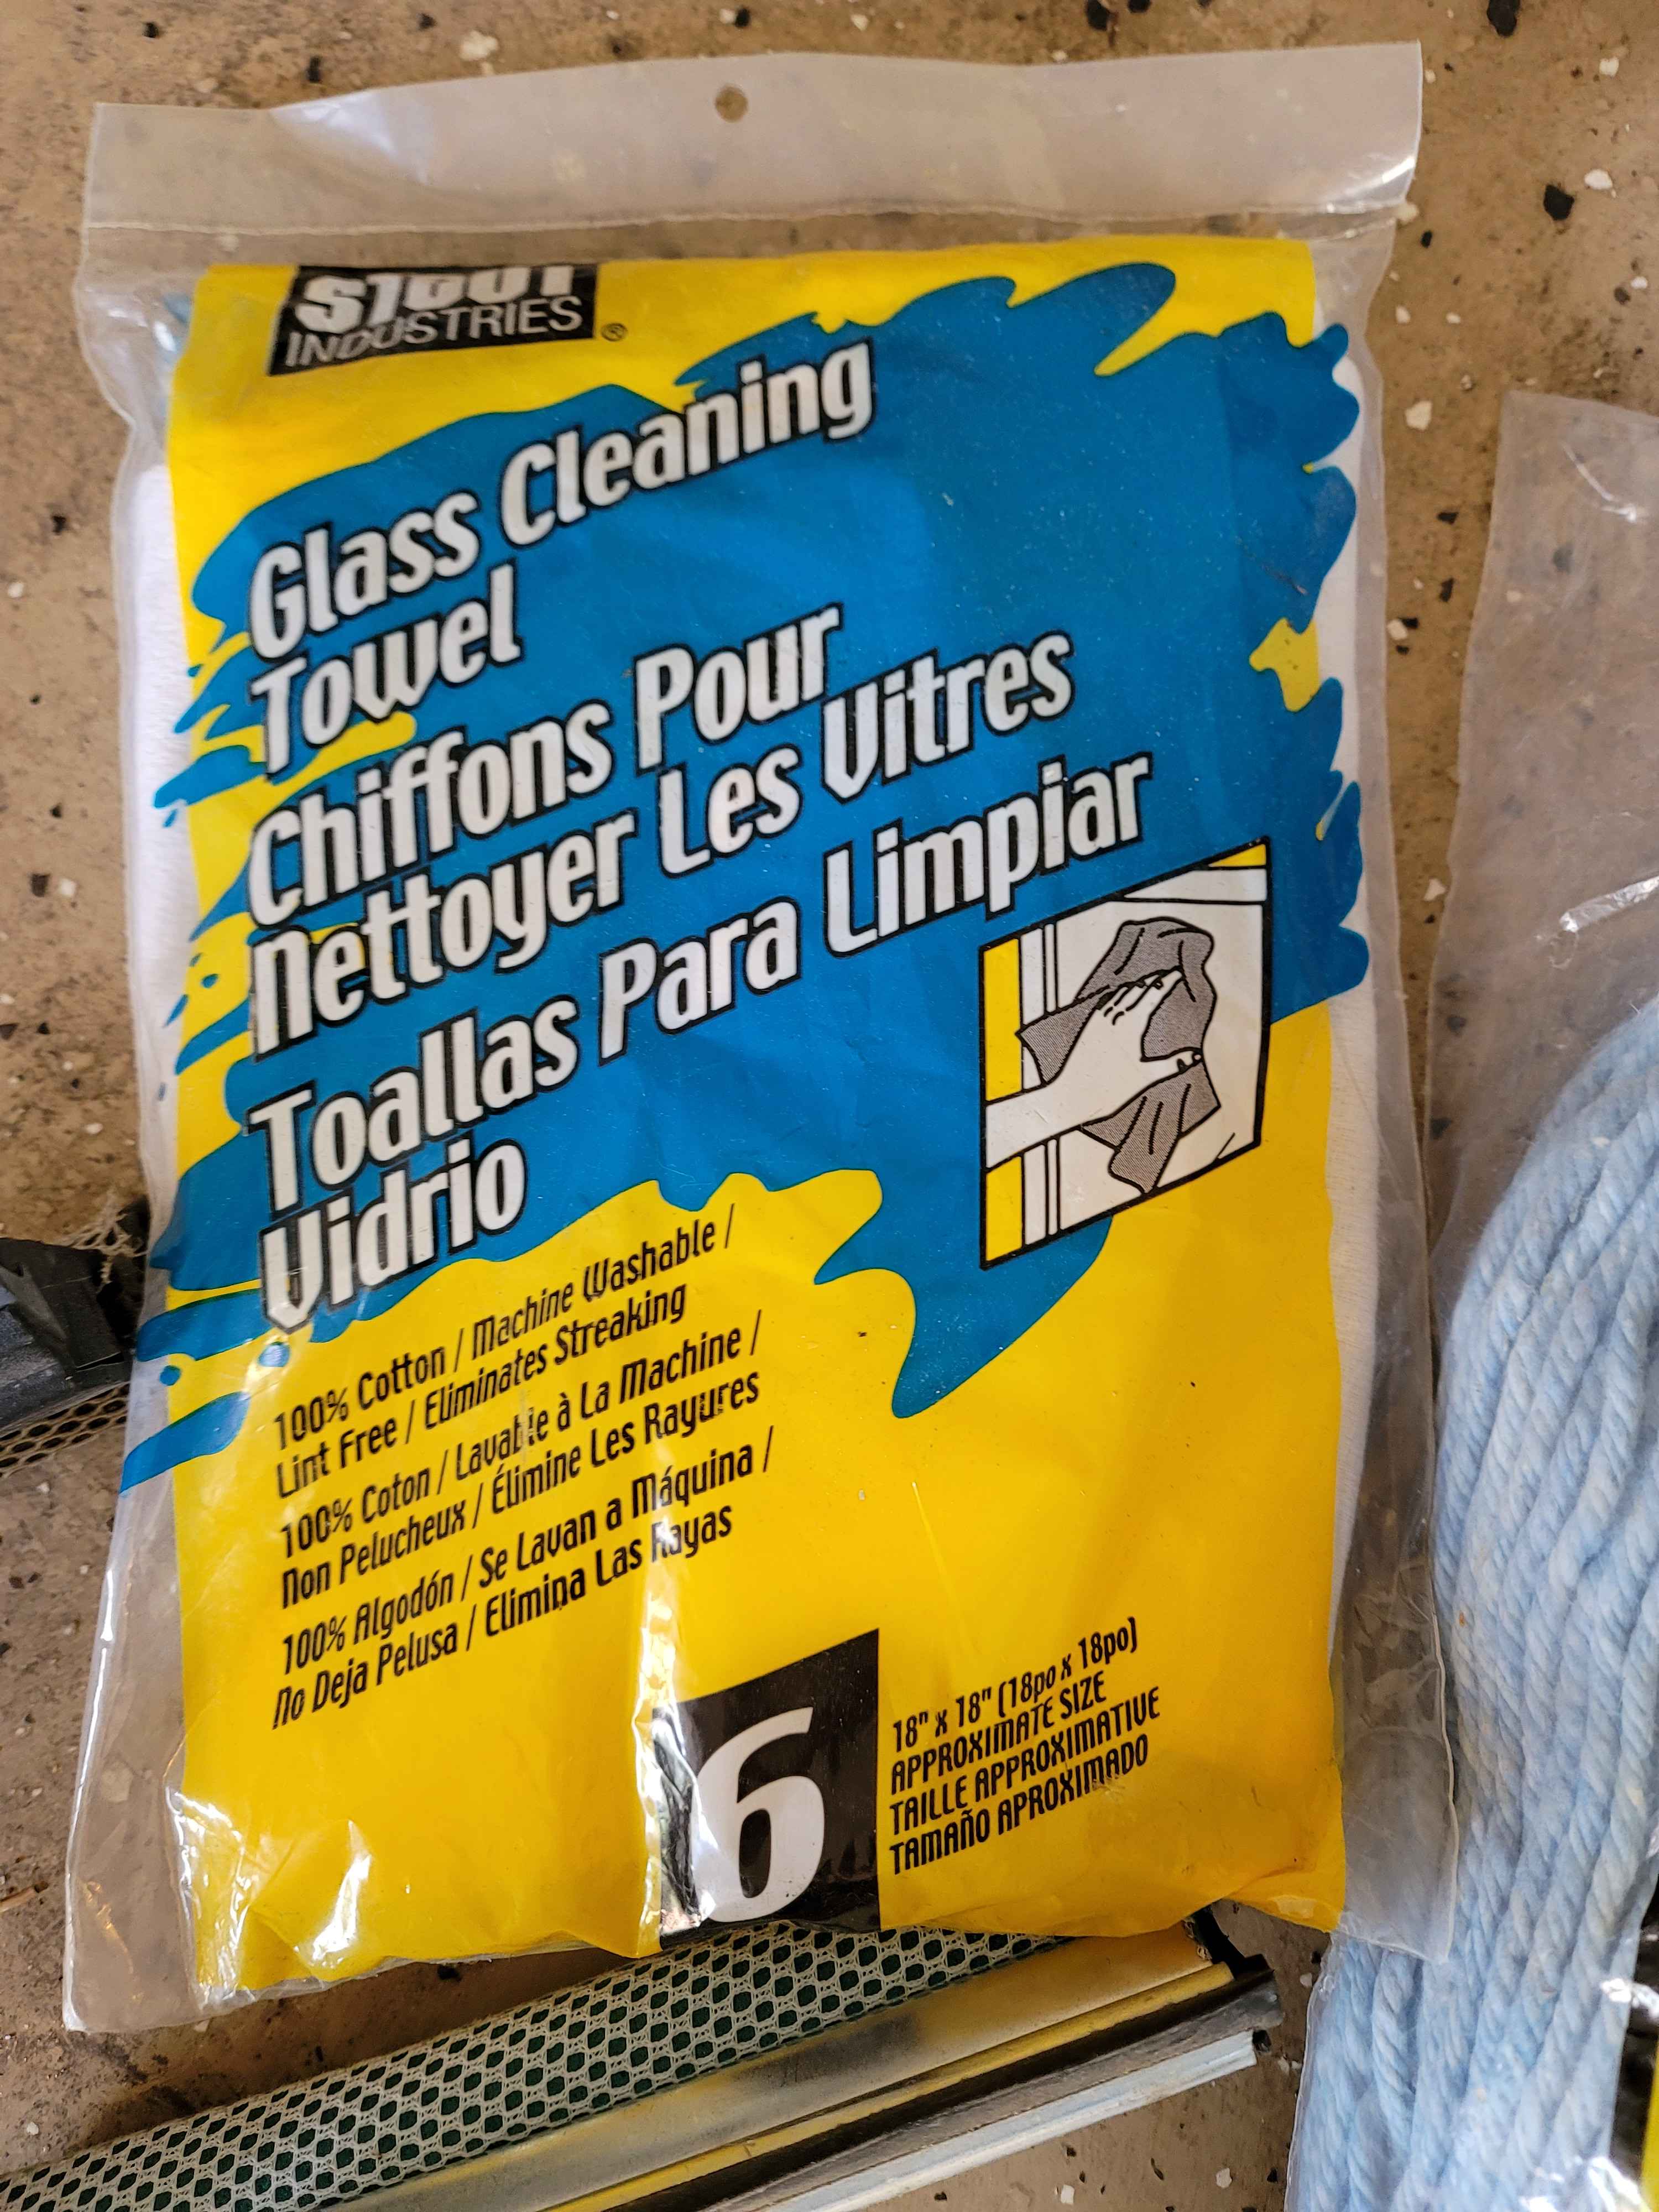 STOUT
INDUSTRIES®
Glass Cleaning
Towel
Chiffons Pour
Nettoyer Les Vitres
Toallas Para Limpiar
Vidrio
100% Cotton / Machine Washable /
Lint Free / Eliminates Streaking
100% Coton / Lavable à La Machine /
Non Pelucheux / Élimine Les Rayures
100% Algodón / Se Lavan a Máquina /
No Deja Pelusa / Elimina Las Rayas
6
18" x 18" (18po x 18po)
APPROXIMATE SIZE
TAILLE APPROXIMATIVE
TAMAÑO APROXIMADO